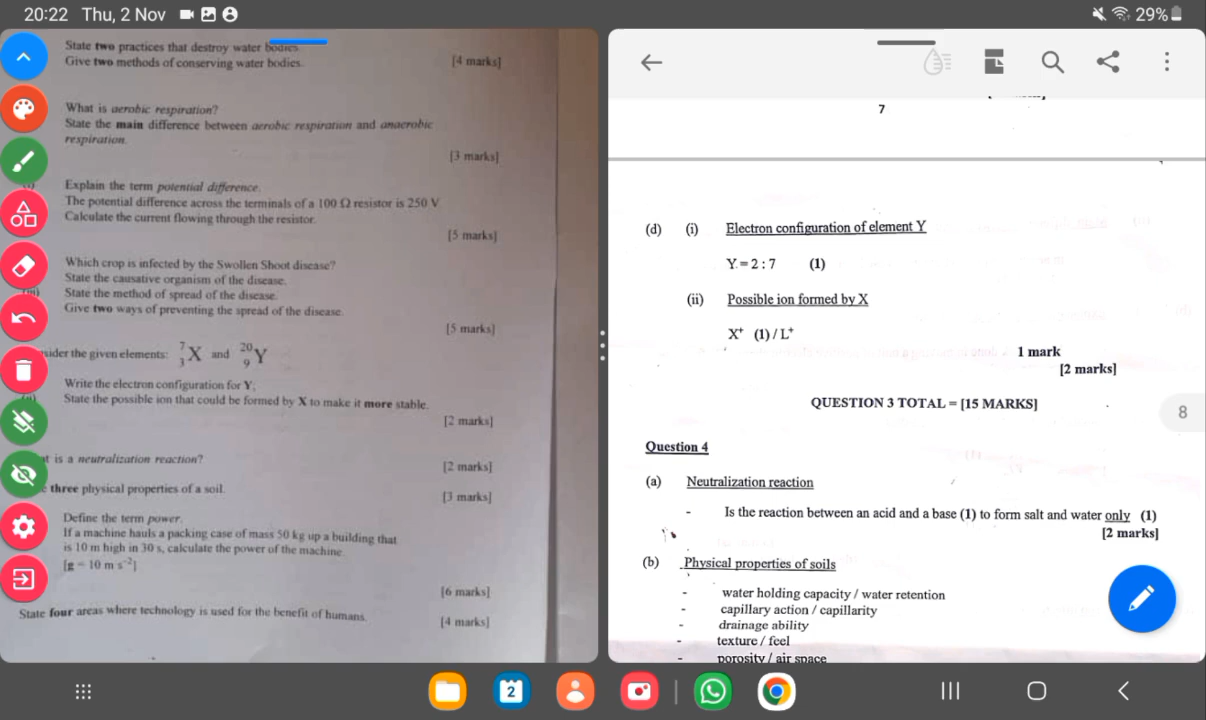 20:22 Thu, 2 Nov
29%
State two practices that destroy water bodies.
Give two methods of conserving water bodies.
[4 marks]
What is aerobic respiration?
State the main difference between aerobic respiration and anaerobic
respiration.
[3 marks]
Explain the term potential difference.
The potential difference across the terminals of a 100 Ω resistor is 250 V
Calculate the current flowing through the resistor.
[5 marks]
Which crop is infected by the Swollen Shoot disease?
State the causative organism of the disease.
State the method of spread of the disease.
Give two ways of preventing the spread of the disease.
[5 marks]
sider the given elements: ⁷₃X and ²⁰₉Y
Write the electron configuration for Y.
State the possible ion that could be formed by X to make it more stable.
[2 marks]
t is a neutralization reaction?
[2 marks]
e three physical properties of a soil.
[3 marks]
Define the term power.
If a machine hauls a packing case of mass 50 kg up a building that
is 10 m high in 30 s, calculate the power of the machine.
[g = 10 m s⁻²]
[6 marks]
State four areas where technology is used for the benefit of humans.
[4 marks]
7
(d) (i) Electron configuration of element Y
Y = 2 : 7 (1)
(ii) Possible ion formed by X
X⁺ (1) / L⁺
1 mark
[2 marks]
QUESTION 3 TOTAL = [15 MARKS]
8
Question 4
(a) Neutralization reaction
- Is the reaction between an acid and a base (1) to form salt and water only (1)
[2 marks]
(b) Physical properties of soils
- water holding capacity / water retention
- capillary action / capillarity
- drainage ability
- texture / feel
- porosity / air space
2